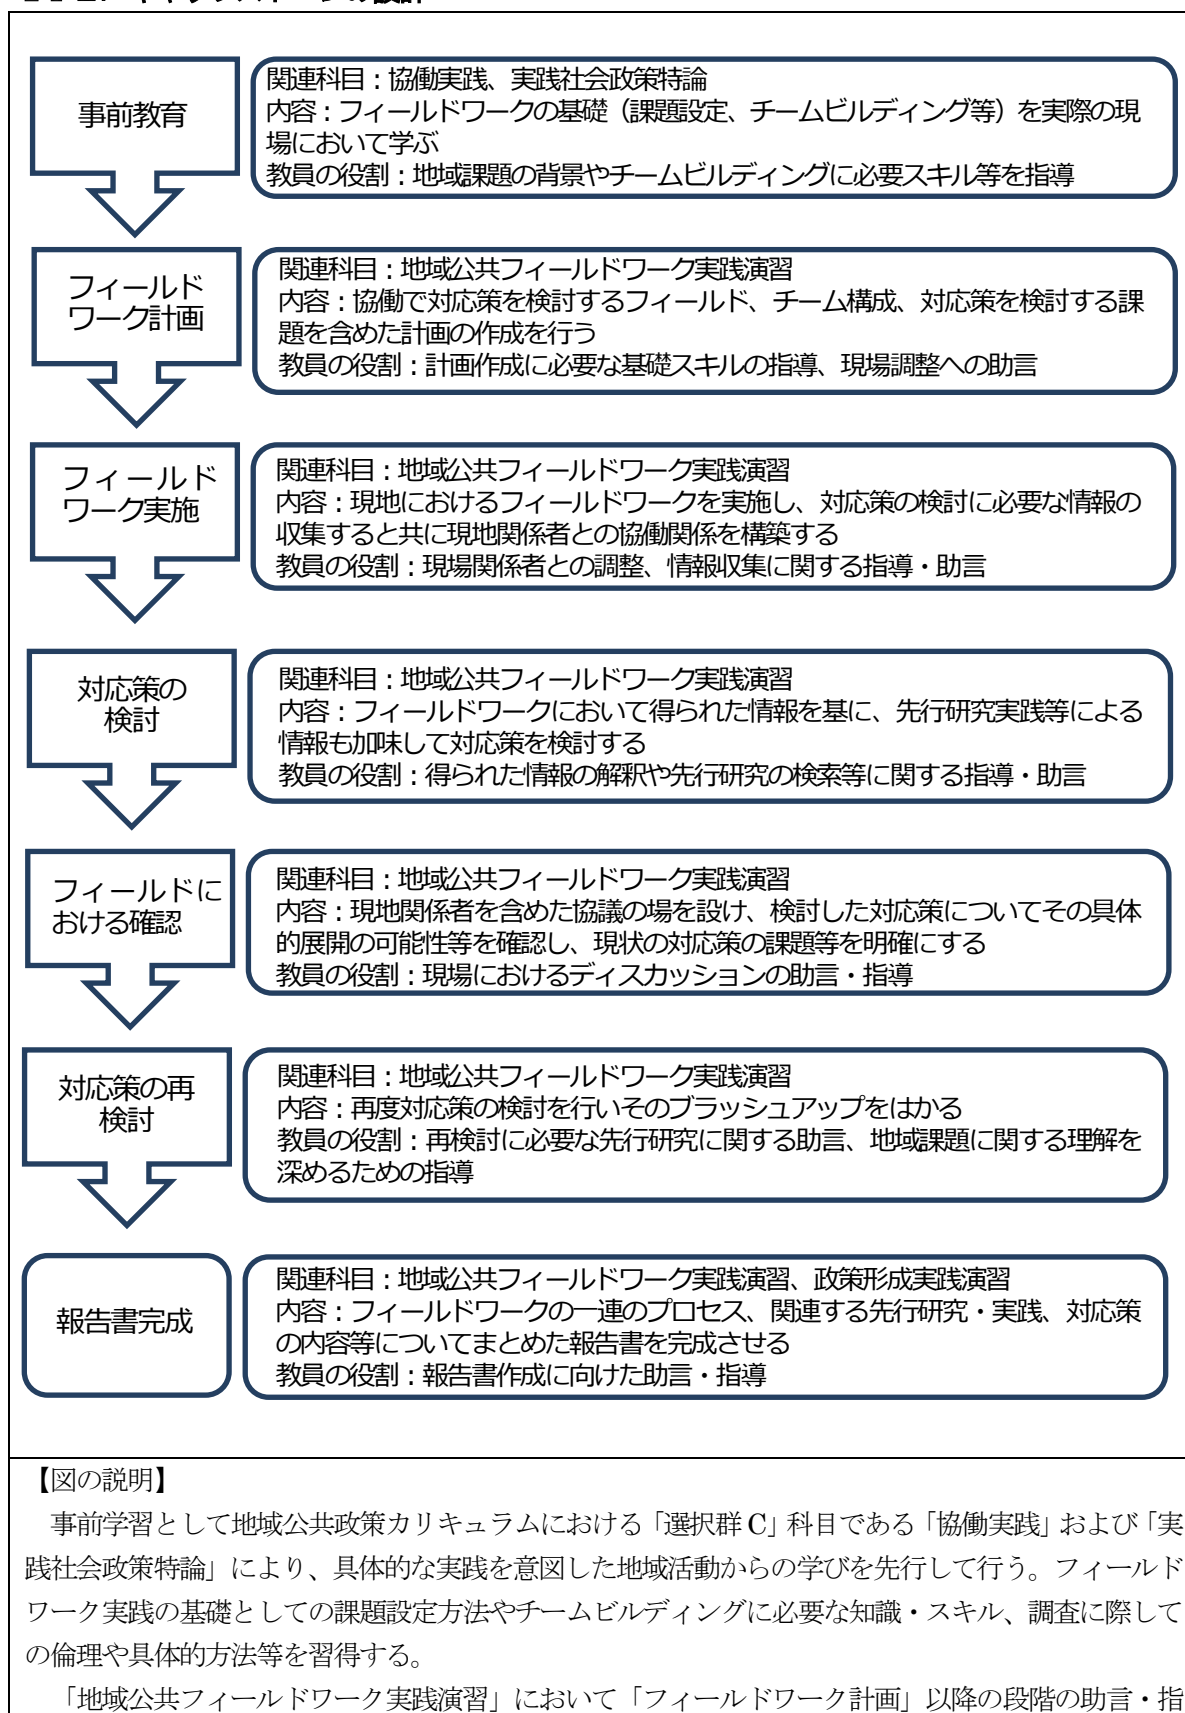 事前教育
関連科目：協働実践、実践社会政策特論
内容：フィールドワークの基礎（課題設定、チームビルディング等）を実際の現
場において学ぶ
教員の役割：地域課題の背景やチームビルディングに必要スキル等を指導
フィールド
ワーク計画
関連科目：地域公共フィールドワーク実践演習
内容：協働で対応策を検討するフィールド、チーム構成、対応策を検討する課
題を含めた計画の作成を行う
教員の役割：計画作成に必要な基礎スキルの指導、現場調整への助言
フィールド
ワーク実施
関連科目：地域公共フィールドワーク実践演習
内容：現地におけるフィールドワークを実施し、対応策の検討に必要な情報の
収集すると共に現地関係者との協働関係を構築する
教員の役割：現場関係者との調整、情報収集に関する指導・助言
対応策の
検討
関連科目：地域公共フィールドワーク実践演習
内容：フィールドワークにおいて得られた情報を基に、先行研究実践等による
情報も加味して対応策を検討する
教員の役割：得られた情報の解釈や先行研究の検索等に関する指導・助言
フィールドに
おける確認
関連科目：地域公共フィールドワーク実践演習
内容：現地関係者を含めた協議の場を設け、検討した対応策についてその具体
的展開の可能性等を確認し、現状の対応策の課題等を明確にする
教員の役割：現場におけるディスカッションの助言・指導
対応策の再
検討
関連科目：地域公共フィールドワーク実践演習
内容：再度対応策の検討を行いそのブラッシュアップをはかる
教員の役割：再検討に必要な先行研究に関する助言、地域課題に関する理解を
深めるための指導
報告書完成
関連科目：地域公共フィールドワーク実践演習、政策形成実践演習
内容：フィールドワークの一連のプロセス、関連する先行研究・実践、対応策
の内容等についてまとめた報告書を完成させる
教員の役割：報告書作成に向けた助言・指導
【図の説明】
事前学習として地域公共政策カリキュラムにおける「選択群 C」科目である「協働実践」および「実
践社会政策特論」により、具体的な実践を意図した地域活動からの学びを先行して行う。フィールド
ワーク実践の基礎としての課題設定方法やチームビルディングに必要な知識・スキル、調査に際して
の倫理や具体的方法等を習得する。
「地域公共フィールドワーク実践演習」において「フィールドワーク計画」以降の段階の助言・指